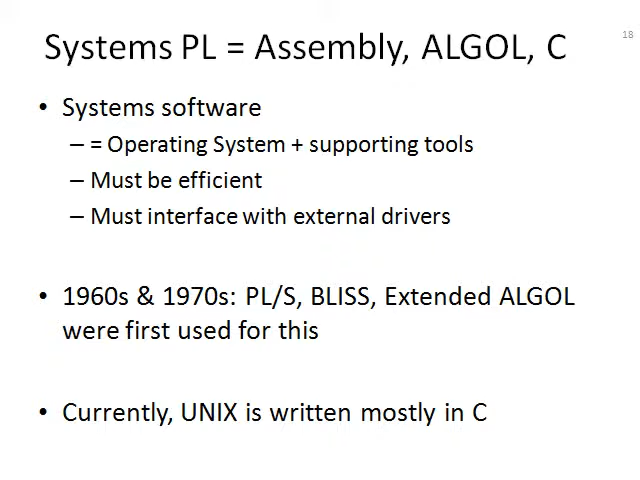 Systems PL = Assembly, ALGOL, C
18
• Systems software
– = Operating System + supporting tools
– Must be efficient
– Must interface with external drivers
• 1960s & 1970s: PL/S, BLISS, Extended ALGOL
were first used for this
• Currently, UNIX is written mostly in C